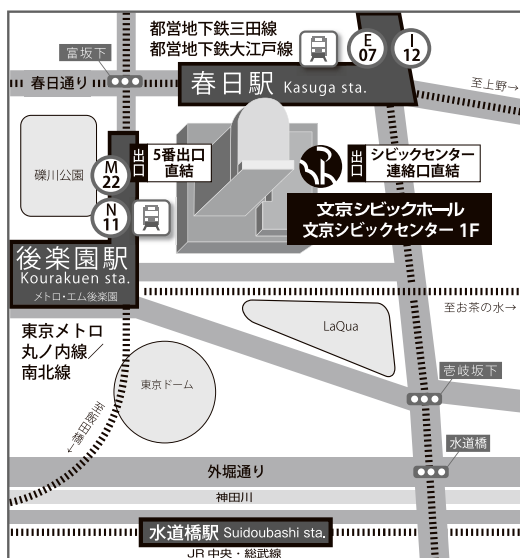 都営地下鉄三田線
都営地下鉄大江戸線
E
07
I
12
富坂下
春日通り
春日駅 Kasuga sta.
至上野→
礫川公園
M
22
出口
5番出口
直結
N
11
出口
シビックセンター
連絡口直結
文京シビックホール
文京シビックセンター 1F
後楽園駅
Kourakuen sta.
メトロ・エム後楽園
至お茶の水→
東京メトロ
丸ノ内線／
南北線
LaQua
東京ドーム
壱岐坂下
←至飯田橋
水道橋
外堀通り
神田川
水道橋駅 Suidoubashi sta.
JR中央・総武線